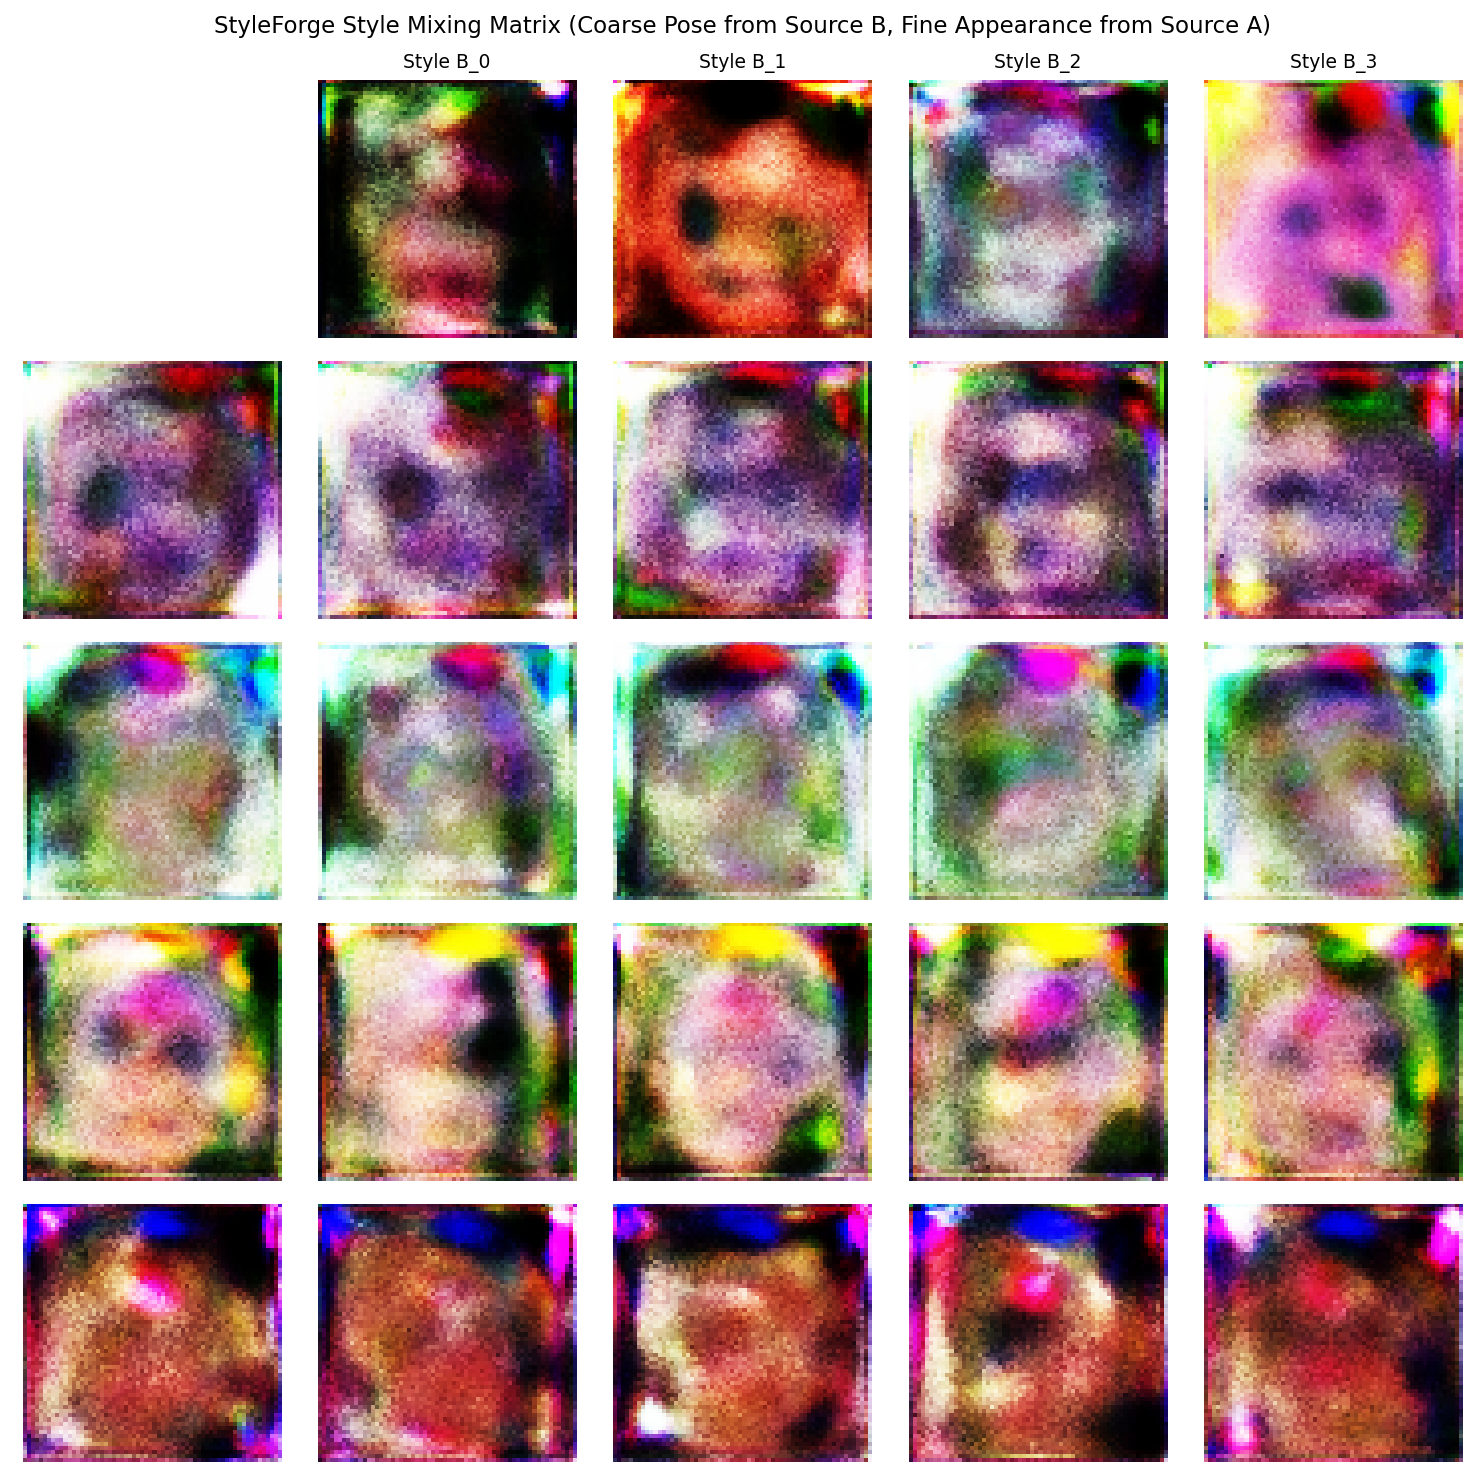 StyleForge Style Mixing Matrix (Coarse Pose from Source B, Fine Appearance from Source A)
Style B_0
Style B_1
Style B_2
Style B_3